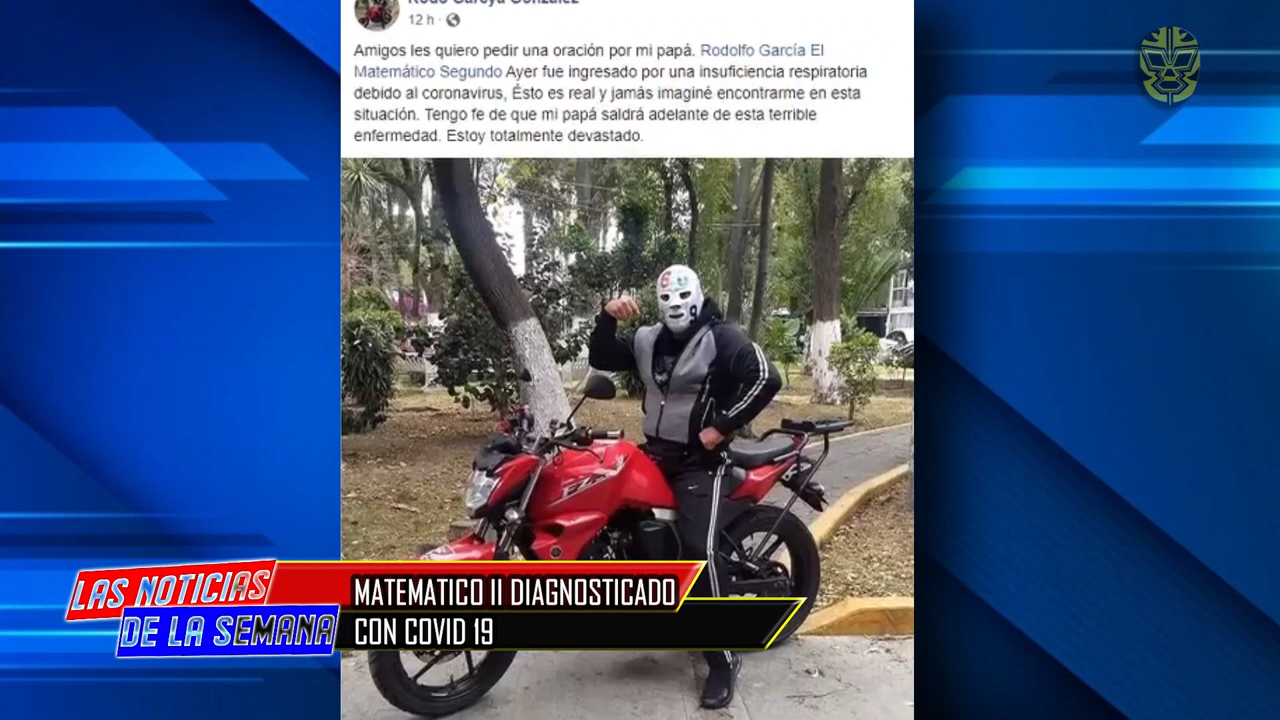 12 h
Amigos les quiero pedir una oración por mi papá. Rodolfo García El
Matemático Segundo Ayer fue ingresado por una insuficiencia respiratoria
debido al coronavirus, Ésto es real y jamás imaginé encontrarme en esta
situación. Tengo fe de que mi papá saldrá adelante de esta terrible
enfermedad. Estoy totalmente devastado.
LAS NOTICIAS
DE LA SEMANA
MATEMATICO II DIAGNOSTICADO
CON COVID 19